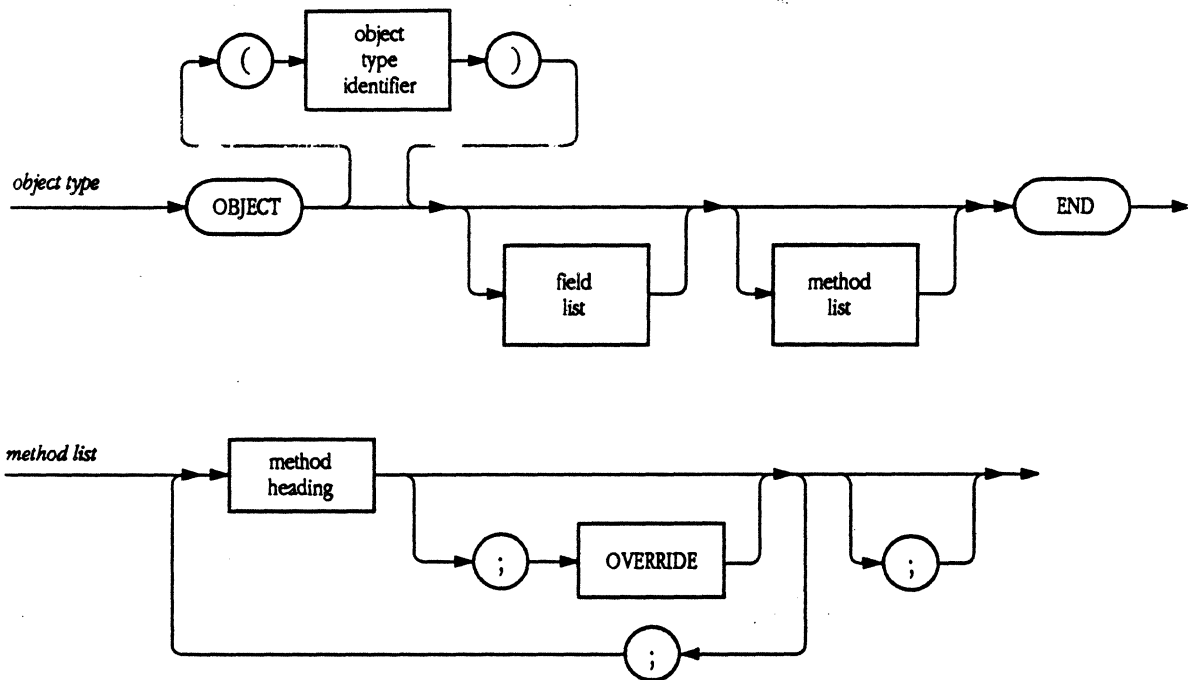 object
type
identifier
(
)
object type
OBJECT
END
field
list
method
list
method list
method
heading
;
OVERRIDE
;
;